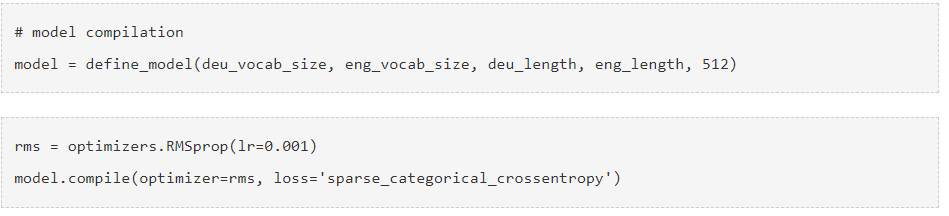 # model compilation
model = define_model(deu_vocab_size, eng_vocab_size, deu_length, eng_length, 512)
rms = optimizers.RMSprop(lr=0.001)
model.compile(optimizer=rms, loss='sparse_categorical_crossentropy')